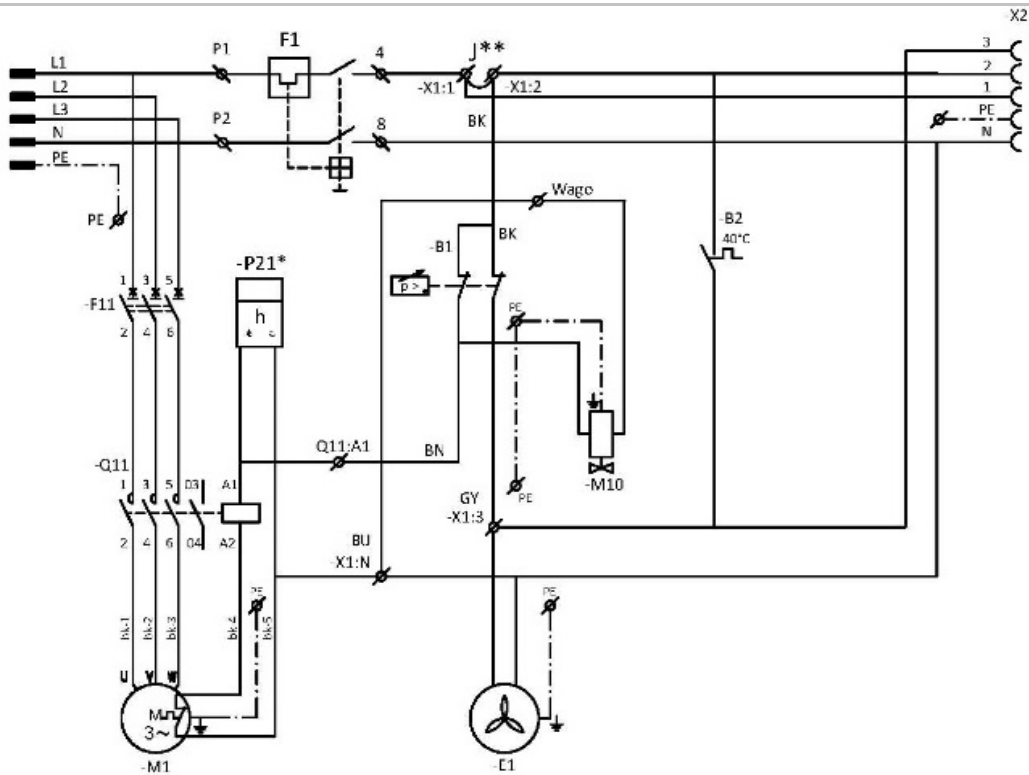 -X2
P1 F1 4 J** 3
L1 2
-X1:1 -X1:2
L2 1
L3 BK PE
N P2 8 N
PE
Wago
PE
-B1 BK -B2
40°C
-P21*
p>
1 3 5
h
PE
-F11
2 4 6
Q11:A1 BN
-Q11
1 3 5 03 A1
-M10
GY PE
-X1:3
2 4 6 04 A2
BU
-X1:N
PE PE
bk-1 bk-2 bk-3 bk-4 bk-5
U V W
M
3~
-M1 -E1